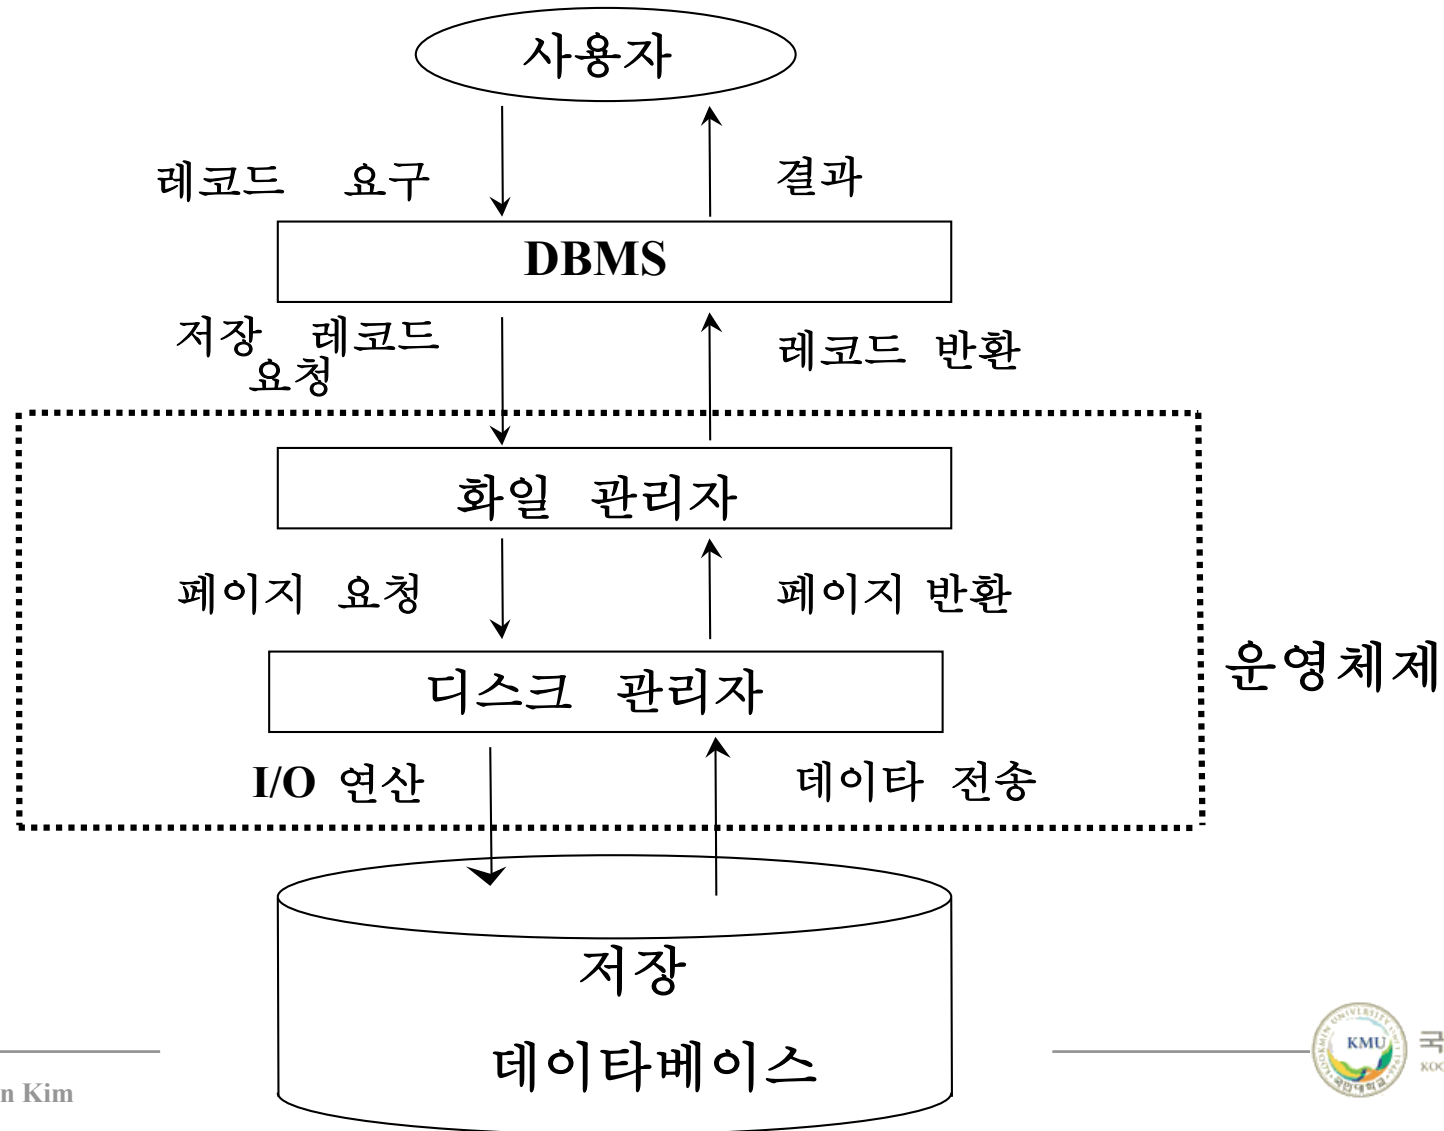 사용자
레코드 요구
결과
DBMS
저장 레코드
요청
레코드 반환
화일 관리자
페이지 요청
페이지 반환
운영체제
디스크 관리자
I/O 연산
데이타 전송
저장
데이타베이스
n Kim
KMU
국
KOO